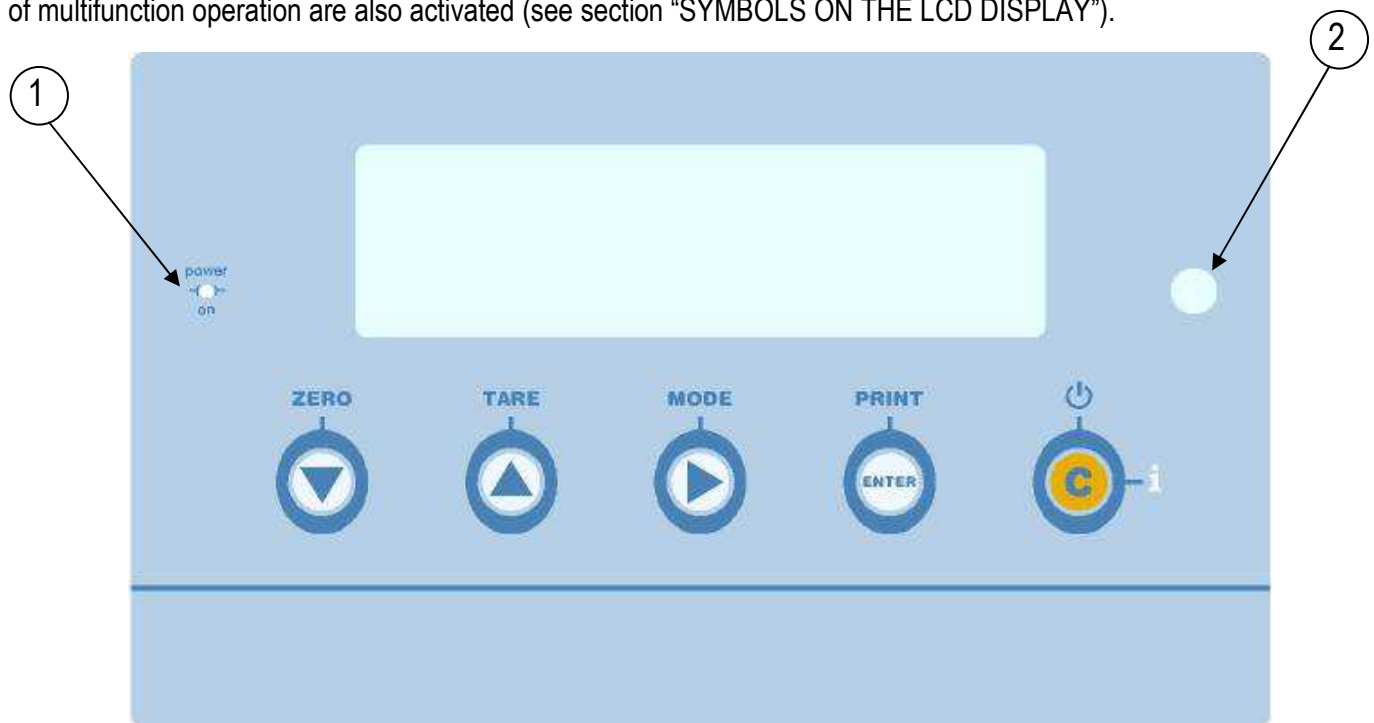 of multifunction operation are also activated (see section “SYMBOLS ON THE LCD DISPLAY”).
1
2
power
on
ZERO TARE MODE PRINT
ENTER C i